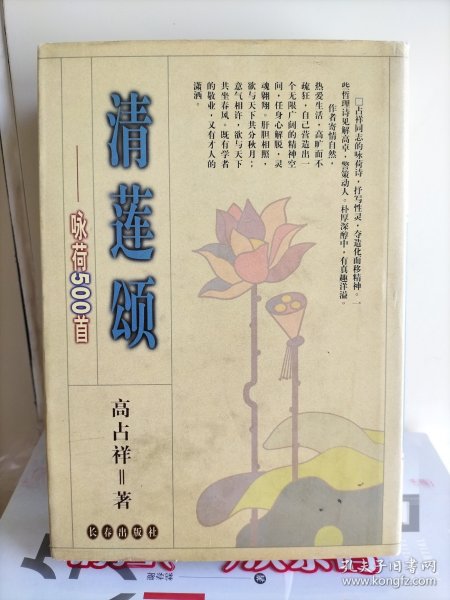 □占祥同志的咏荷诗，抒写性灵，夺造化而移精神。一
些哲理诗见解高卓，警策动人。朴厚深醇中，有真趣洋溢。
作者寄情自然，
热爱生活，高旷而不
疏狂，自己营造出一
个无限广阔的精神空
间，任身心解脱，灵
魂翱翔。肝胆相照，
欲与天下共分秋月；
意气相许，欲与天下
共坐春风。既有学者
的敬业，又有才人的
潇洒。
清莲颂
咏荷500首
高占祥＝著
长春出版社
孔夫子旧书网
www.kongfz.com